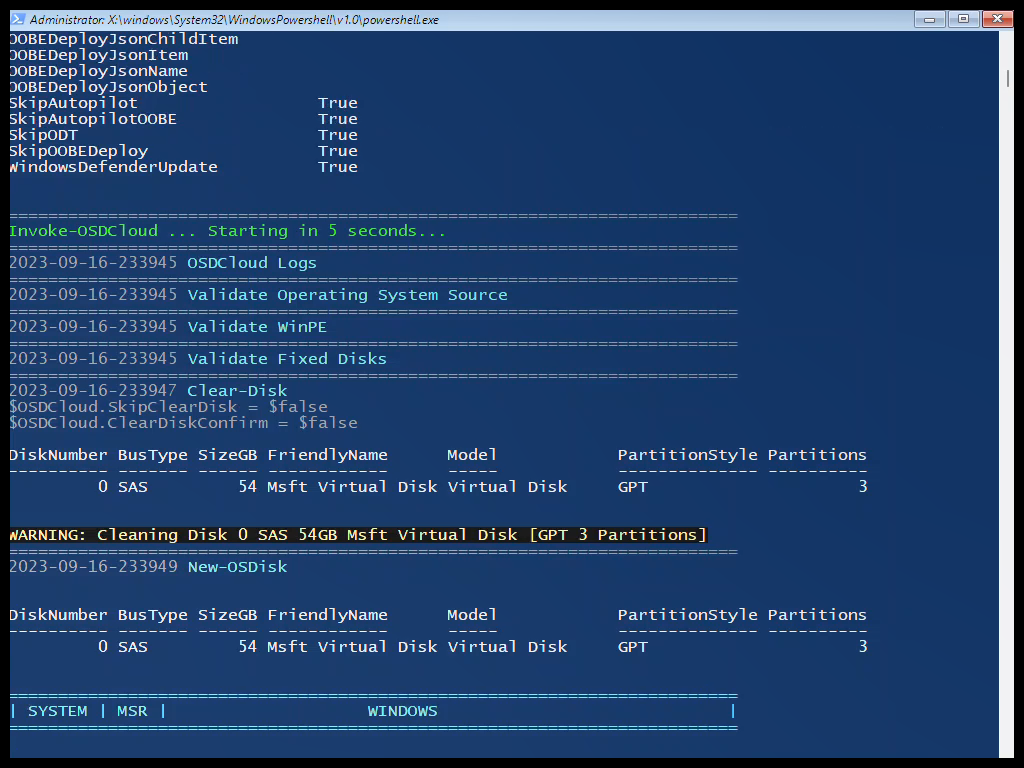 Administrator: X:\windows\System32\WindowsPowershell\v1.0\powershell.exe
OOBEDeployJsonChildItem
OOBEDeployJsonItem
OOBEDeployJsonName
OOBEDeployJsonObject
SkipAutopilot True
SkipAutopilotOOBE True
SkipODT True
SkipOOBEDeploy True
WindowsDefenderUpdate True
=========================================================================
Invoke-OSDCloud ... Starting in 5 seconds...
=========================================================================
2023-09-16-233945 OSDCloud Logs
=========================================================================
2023-09-16-233945 Validate Operating System Source
=========================================================================
2023-09-16-233945 Validate WinPE
=========================================================================
2023-09-16-233945 Validate Fixed Disks
=========================================================================
2023-09-16-233947 Clear-Disk
$OSDCloud.SkipClearDisk = $false
$OSDCloud.ClearDiskConfirm = $false
DiskNumber BusType SizeGB FriendlyName Model PartitionStyle Partitions
---------- ------- ------ ------------ ----- -------------- ----------
0 SAS 54 Msft Virtual Disk Virtual Disk GPT 3
WARNING: Cleaning Disk 0 SAS 54GB Msft Virtual Disk [GPT 3 Partitions]
=========================================================================
2023-09-16-233949 New-OSDisk
DiskNumber BusType SizeGB FriendlyName Model PartitionStyle Partitions
---------- ------- ------ ------------ ----- -------------- ----------
0 SAS 54 Msft Virtual Disk Virtual Disk GPT 3
=========================================================================
| SYSTEM | MSR | WINDOWS |
=========================================================================